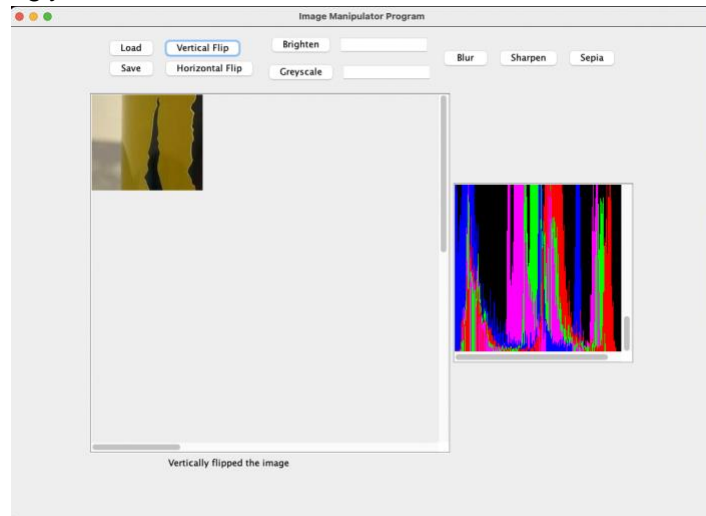 Image Manipulator Program
Load
Vertical Flip
Brighten
Save
Horizontal Flip
Greyscale
Blur
Sharpen
Sepia
Vertically flipped the image